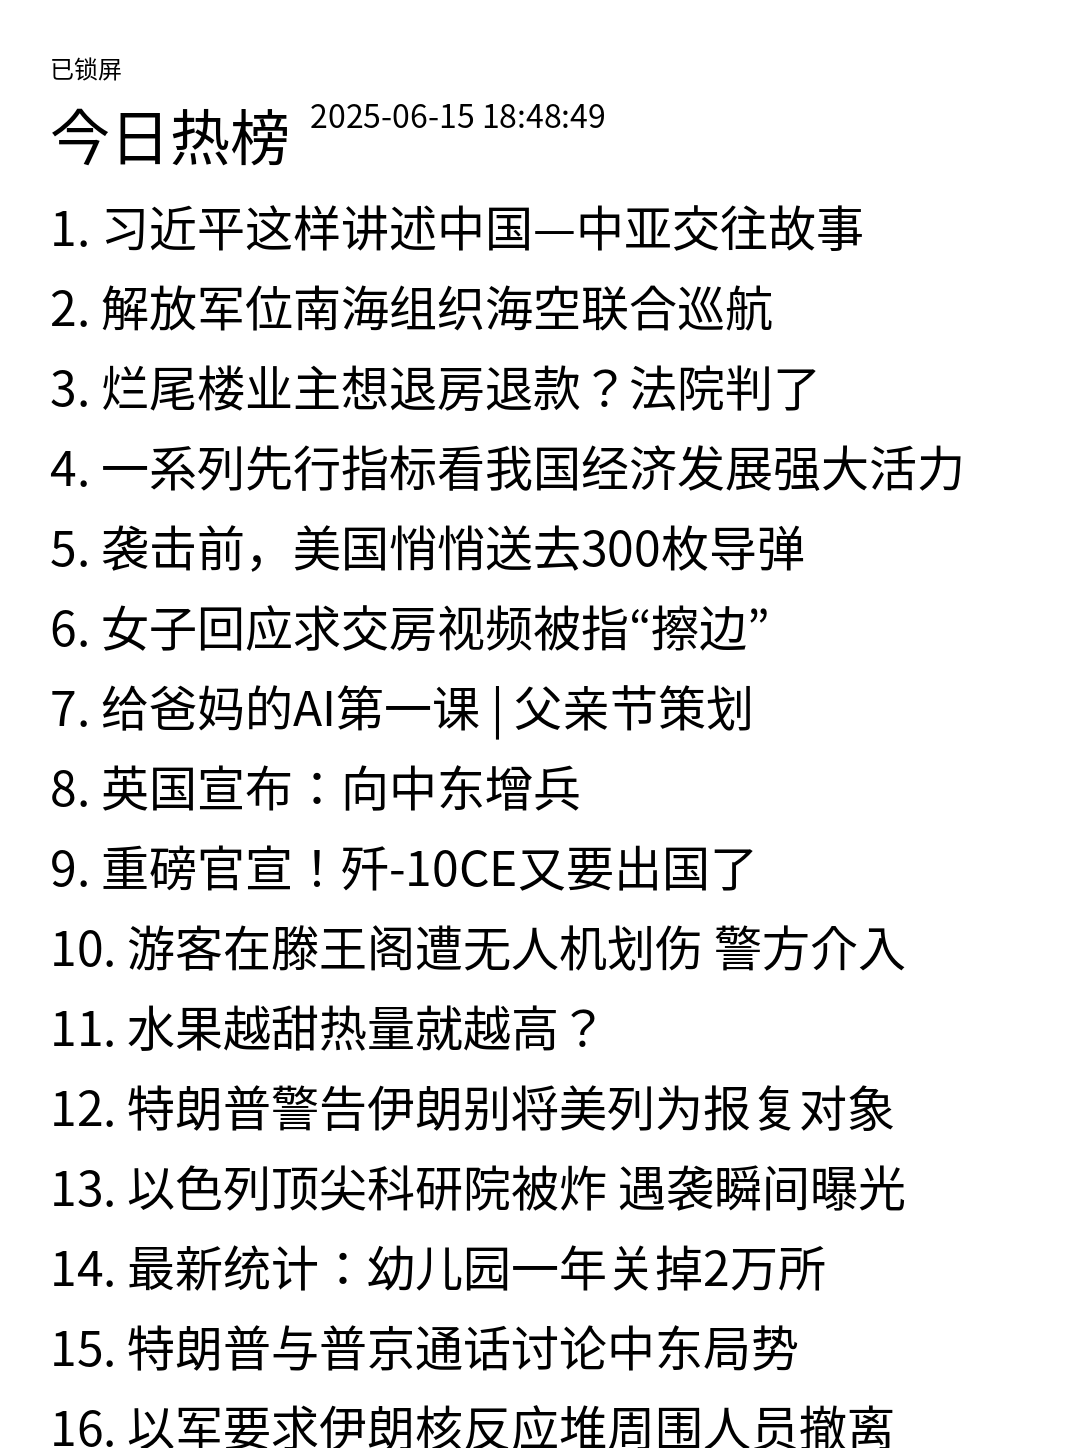 已锁屏
今日热榜 2025-06-15 18:48:49
1. 习近平这样讲述中国—中亚交往故事
2. 解放军位南海组织海空联合巡航
3. 烂尾楼业主想退房退款？法院判了
4. 一系列先行指标看我国经济发展强大活力
5. 袭击前，美国悄悄送去300枚导弹
6. 女子回应求交房视频被指“擦边”
7. 给爸妈的AI第一课 | 父亲节策划
8. 英国宣布：向中东增兵
9. 重磅官宣！歼-10CE又要出国了
10. 游客在滕王阁遭无人机划伤 警方介入
11. 水果越甜热量就越高？
12. 特朗普警告伊朗别将美列为报复对象
13. 以色列顶尖科研院被炸 遇袭瞬间曝光
14. 最新统计：幼儿园一年关掉2万所
15. 特朗普与普京通话讨论中东局势
16. 以军要求伊朗核反应堆周围人员撤离